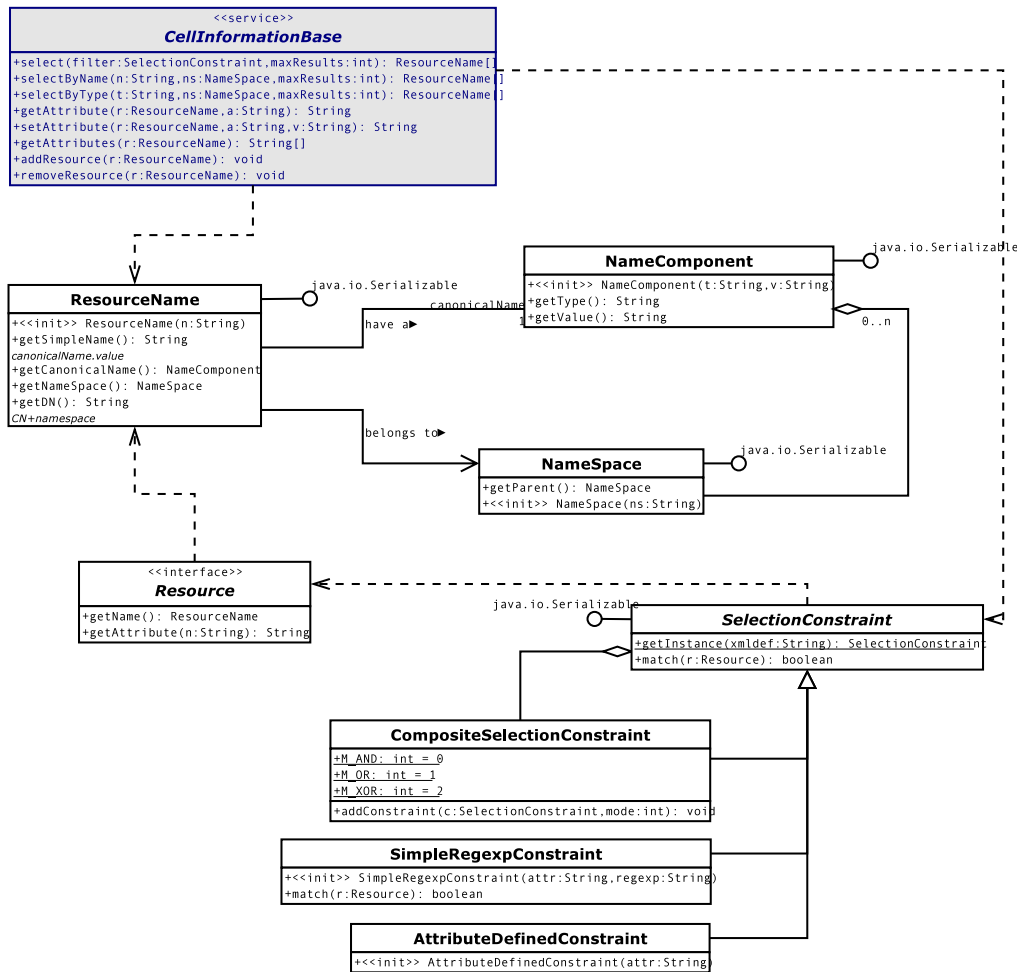 <<service>>
CellInformationBase
+select(filter:SelectionConstraint,maxResults:int): ResourceName[]
+selectByName(n:String,ns:NameSpace,maxResults:int): ResourceName[]
+selectByType(t:String,ns:NameSpace,maxResults:int): ResourceName[]
+getAttribute(r:ResourceName,a:String): String
+setAttribute(r:ResourceName,a:String,v:String): String
+getAttributes(r:ResourceName): String[]
+addResource(r:ResourceName): void
+removeResource(r:ResourceName): void
ResourceName
+<<init>> ResourceName(n:String)
+getSimpleName(): String
canonicalName.value
+getCanonicalName(): NameComponent
+getNameSpace(): NameSpace
+getDN(): String
CN+namespace
java.io.Serializable
have a▶
canonicalName
1
NameComponent
+<<init>> NameComponent(t:String,v:String)
+getType(): String
+getValue(): String
java.io.Serializable
0..n
belongs to▶
NameSpace
+getParent(): NameSpace
+<<init>> NameSpace(ns:String)
java.io.Serializable
<<interface>>
Resource
+getName(): ResourceName
+getAttribute(n:String): String
java.io.Serializable
SelectionConstraint
+getInstance(xmldef:String): SelectionConstraint
+match(r:Resource): boolean
CompositeSelectionConstraint
+M_AND: int = 0
+M_OR: int = 1
+M_XOR: int = 2
+addConstraint(c:SelectionConstraint,mode:int): void
SimpleRegexpConstraint
+<<init>> SimpleRegexpConstraint(attr:String,regexp:String)
+match(r:Resource): boolean
AttributeDefinedConstraint
+<<init>> AttributeDefinedConstraint(attr:String)